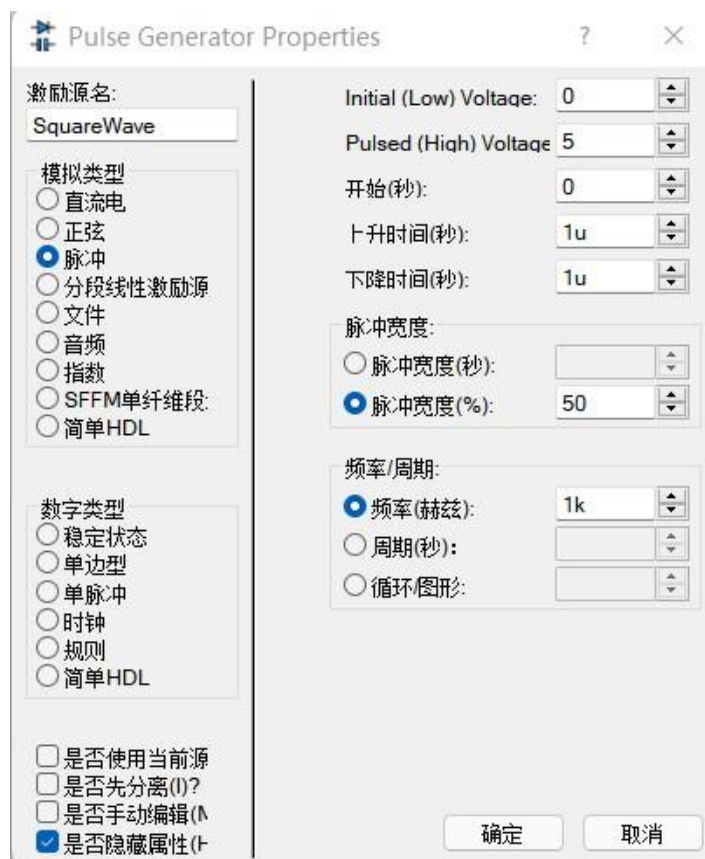 Pulse Generator Properties ? ×
激励源名:
SquareWave
模拟类型
直流电
正弦
脉冲
分段线性激励源
文件
音频
指数
SFFM单纤维段:
简单HDL
数字类型
稳定状态
单边型
单脉冲
时钟
规则
简单HDL
是否使用当前源
是否先分离(I)?
是否手动编辑(M
是否隐藏属性(H
Initial (Low) Voltage: 0
Pulsed (High) Voltage 5
开始(秒): 0
上升时间(秒): 1u
下降时间(秒): 1u
脉冲宽度:
脉冲宽度(秒):
脉冲宽度(%): 50
频率/周期:
频率(赫兹): 1k
周期(秒):
循环/图形:
确定 取消